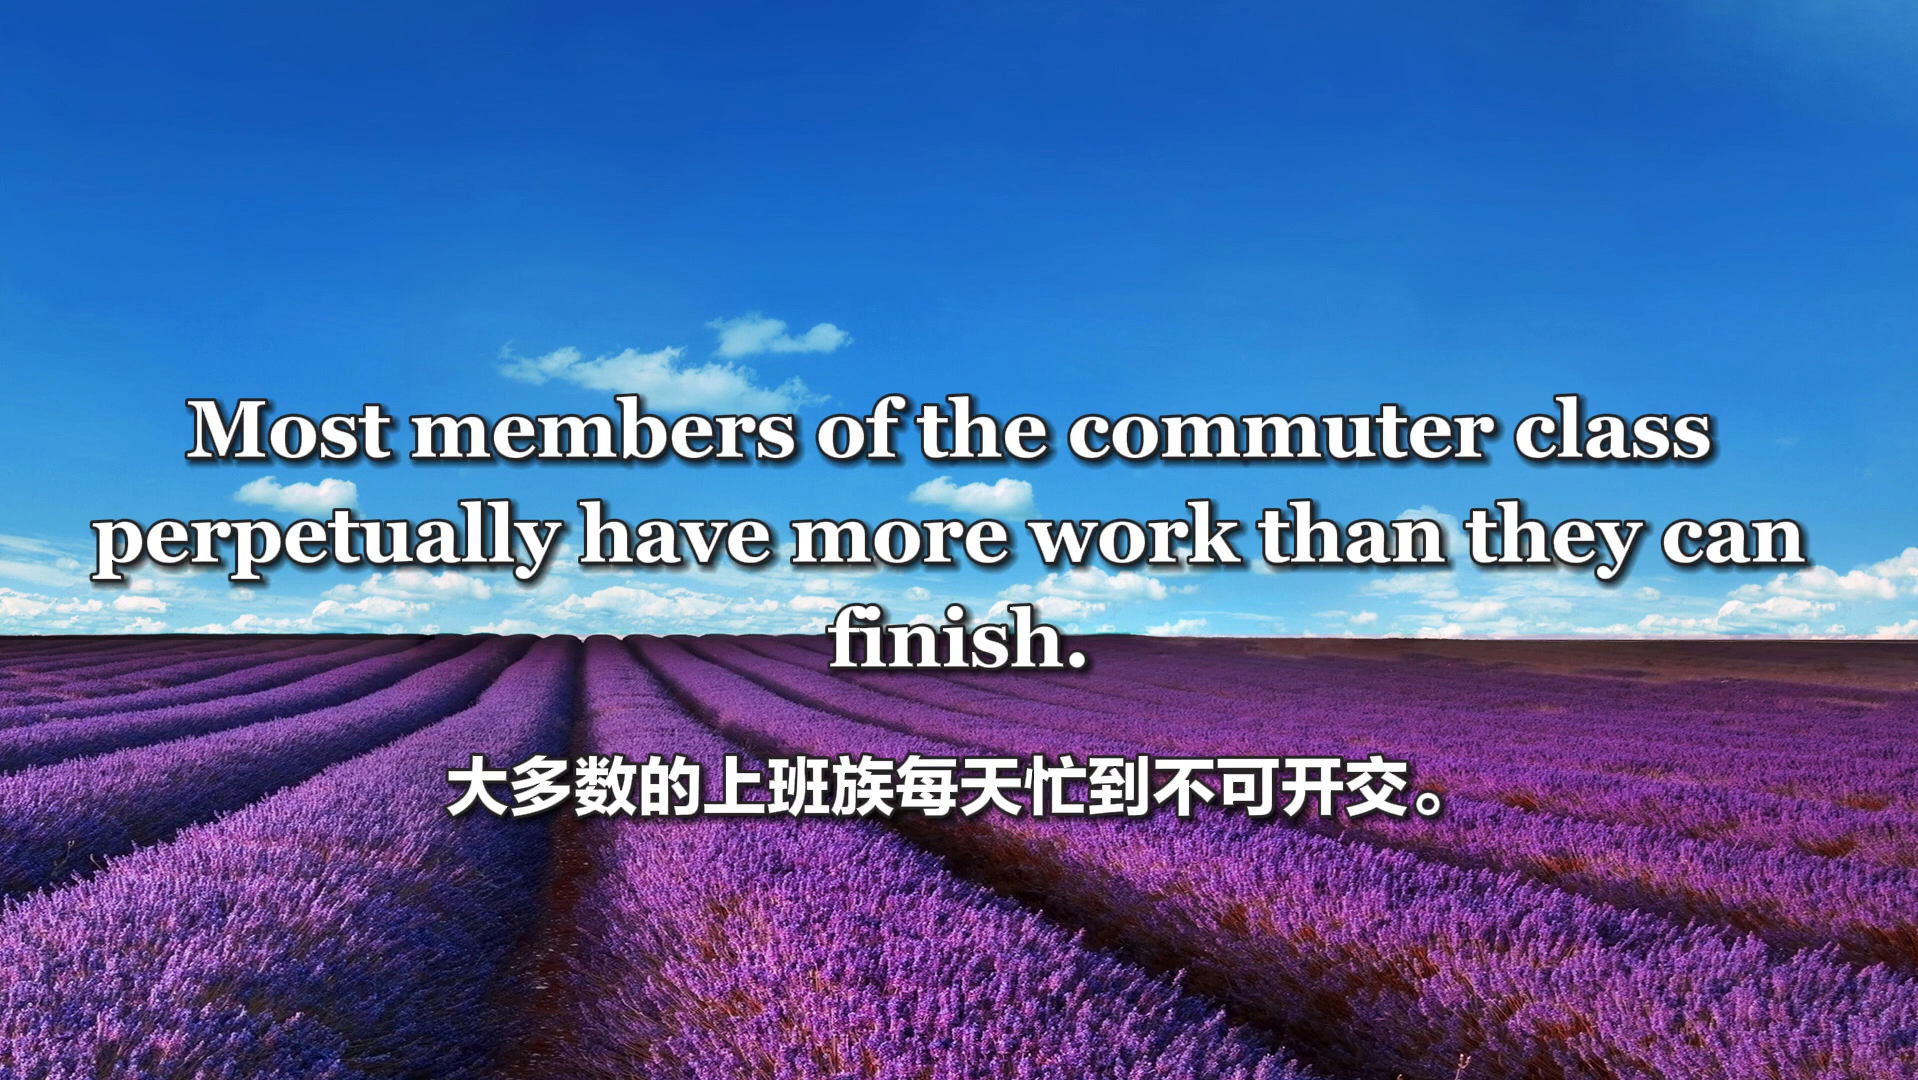 Most members of the commuter class
perpetually have more work than they can
finish.
大多数的上班族每天忙到不可开交。